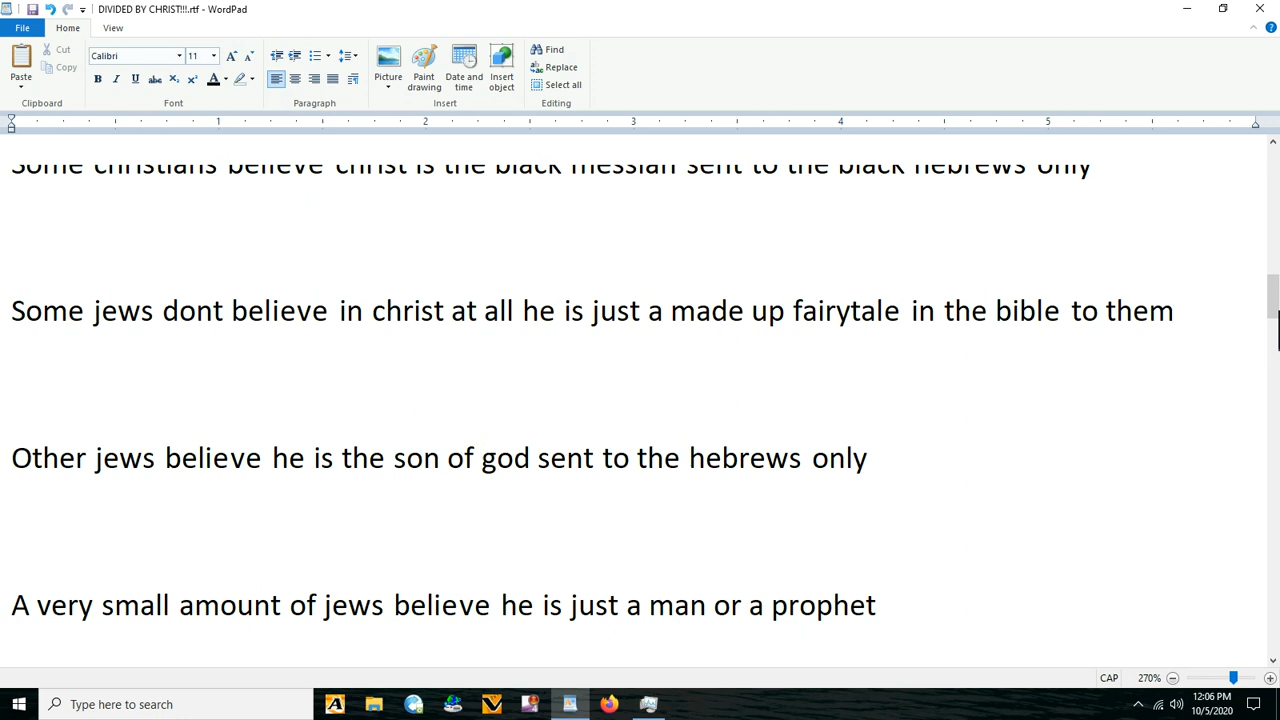 DIVIDED BY CHRIST!!!.rtf - WordPad
File
Home
View
Paste
Cut
Copy
Clipboard
Calibri
11
Font
Paragraph
Picture
Paint drawing
Date and time
Insert object
Insert
Find
Replace
Select all
Editing
1 2 3 4 5
Some christians believe christ is the black messiah sent to the black hebrews only
Some jews dont believe in christ at all he is just a made up fairytale in the bible to them
Other jews believe he is the son of god sent to the hebrews only
A very small amount of jews believe he is just a man or a prophet
CAP 270%
Type here to search
12:06 PM
10/5/2020